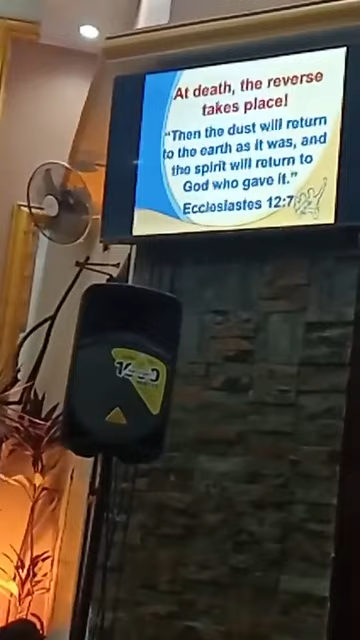 At death, the reverse
takes place!
"Then the dust will return
to the earth as it was, and
the spirit will return to
God who gave it."
Ecclesiastes 12:7